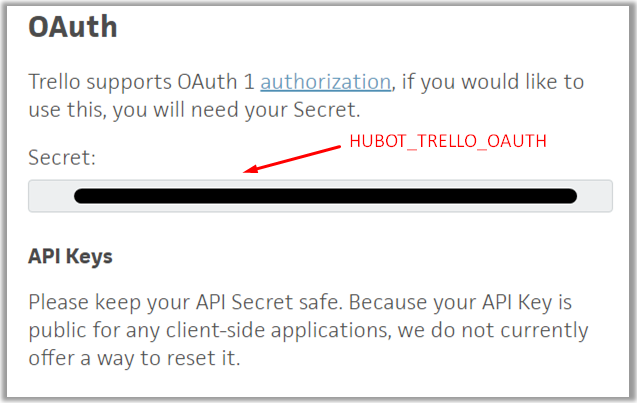 OAuth
Trello supports OAuth 1 authorization, if you would like to
use this, you will need your Secret.
HUBOT_TRELLO_OAUTH
Secret:
API Keys
Please keep your API Secret safe. Because your API Key is
public for any client-side applications, we do not currently
offer a way to reset it.